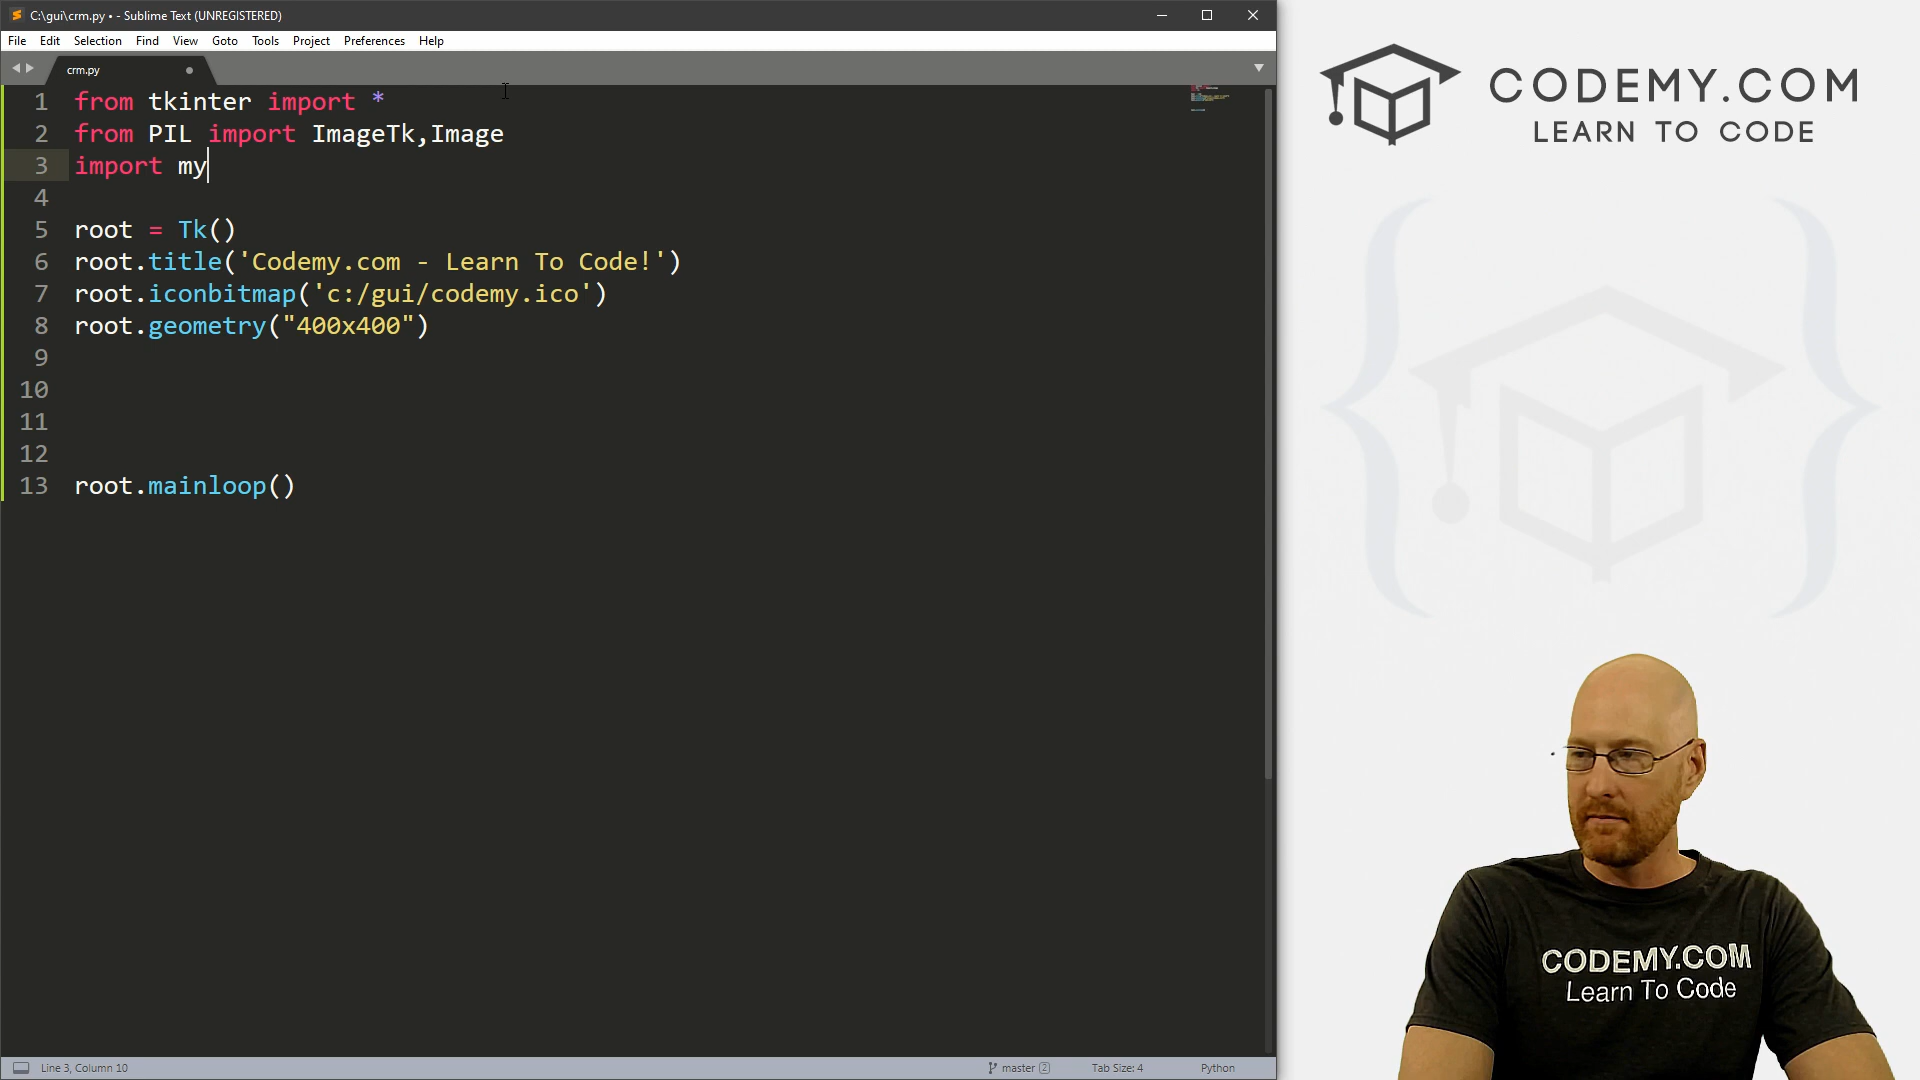 C:\gui\crm.py • - Sublime Text (UNREGISTERED)
File Edit Selection Find View Goto Tools Project Preferences Help
crm.py
1 from tkinter import *
2 from PIL import ImageTk,Image
3 import my
4
5 root = Tk()
6 root.title('Codemy.com - Learn To Code!')
7 root.iconbitmap('c:/gui/codemy.ico')
8 root.geometry("400x400")
9
10
11
12
13 root.mainloop()
Line 3, Column 10
master 2
Tab Size: 4
Python
CODEMY.COM
LEARN TO CODE
CODEMY.COM
Learn To Code